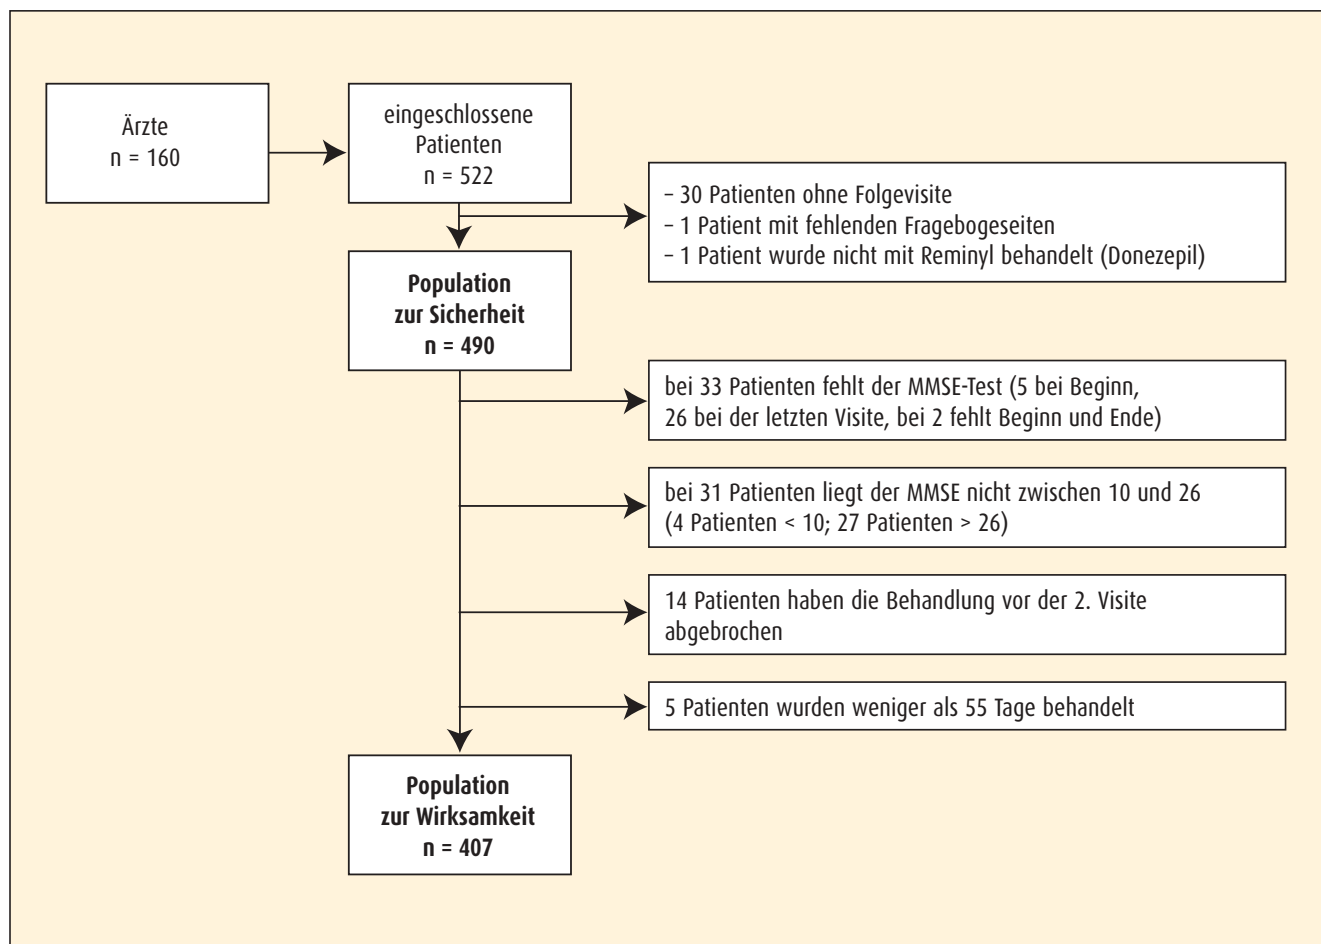 Ärzte
n = 160
eingeschlossene
Patienten
n = 522
– 30 Patienten ohne Folgevisite
– 1 Patient mit fehlenden Fragebogeseiten
– 1 Patient wurde nicht mit Reminyl behandelt (Donezepil)
Population
zur Sicherheit
n = 490
bei 33 Patienten fehlt der MMSE-Test (5 bei Beginn,
26 bei der letzten Visite, bei 2 fehlt Beginn und Ende)
bei 31 Patienten liegt der MMSE nicht zwischen 10 und 26
(4 Patienten < 10; 27 Patienten > 26)
14 Patienten haben die Behandlung vor der 2. Visite
abgebrochen
5 Patienten wurden weniger als 55 Tage behandelt
Population
zur Wirksamkeit
n = 407